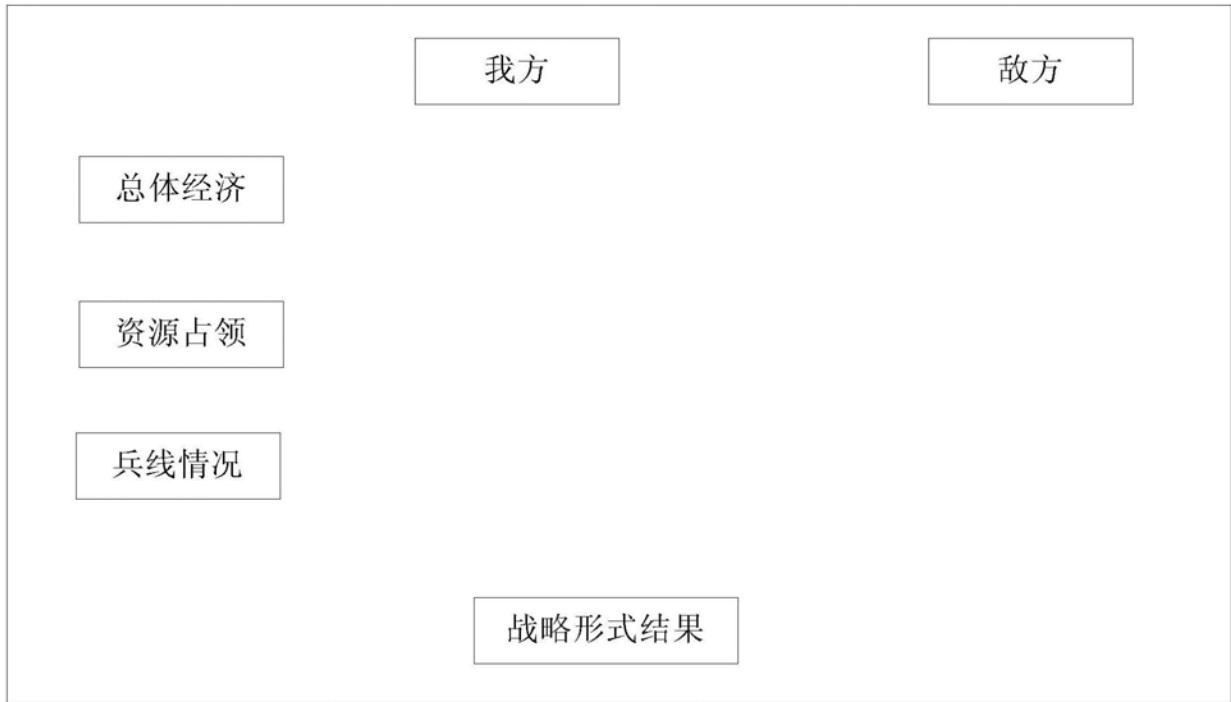 我方
敌方
总体经济
资源占领
兵线情况
战略形式结果